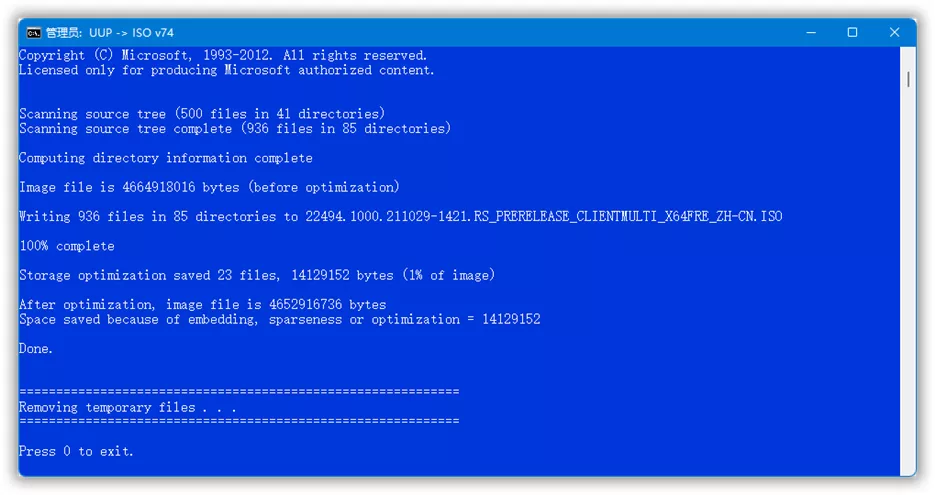 管理员: UUP -> ISO v74
Copyright (C) Microsoft, 1993-2012. All rights reserved.
Licensed only for producing Microsoft authorized content.
Scanning source tree (500 files in 41 directories)
Scanning source tree complete (936 files in 85 directories)
Computing directory information complete
Image file is 4664918016 bytes (before optimization)
Writing 936 files in 85 directories to 22494.1000.211029-1421.RS_PRERELEASE_CLIENTMULTI_X64FRE_ZH-CN.ISO
100% complete
Storage optimization saved 23 files, 14129152 bytes (1% of image)
After optimization, image file is 4652916736 bytes
Space saved because of embedding, sparseness or optimization = 14129152
Done.
============================================================
Removing temporary files . . .
============================================================
Press 0 to exit.